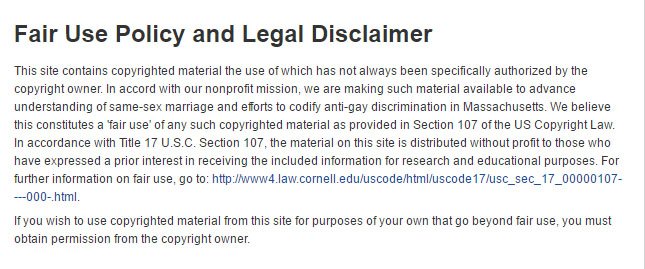 Fair Use Policy and Legal Disclaimer
This site contains copyrighted material the use of which has not always been specifically authorized by the
copyright owner. In accord with our nonprofit mission, we are making such material available to advance
understanding of same-sex marriage and efforts to codify anti-gay discrimination in Massachusetts. We believe
this constitutes a 'fair use' of any such copyrighted material as provided in Section 107 of the US Copyright Law.
In accordance with Title 17 U.S.C. Section 107, the material on this site is distributed without profit to those who
have expressed a prior interest in receiving the included information for research and educational purposes. For
further information on fair use, go to: http://www4.law.cornell.edu/uscode/html/uscode17/usc_sec_17_00000107-
---000-.html.
If you wish to use copyrighted material from this site for purposes of your own that go beyond fair use, you must
obtain permission from the copyright owner.